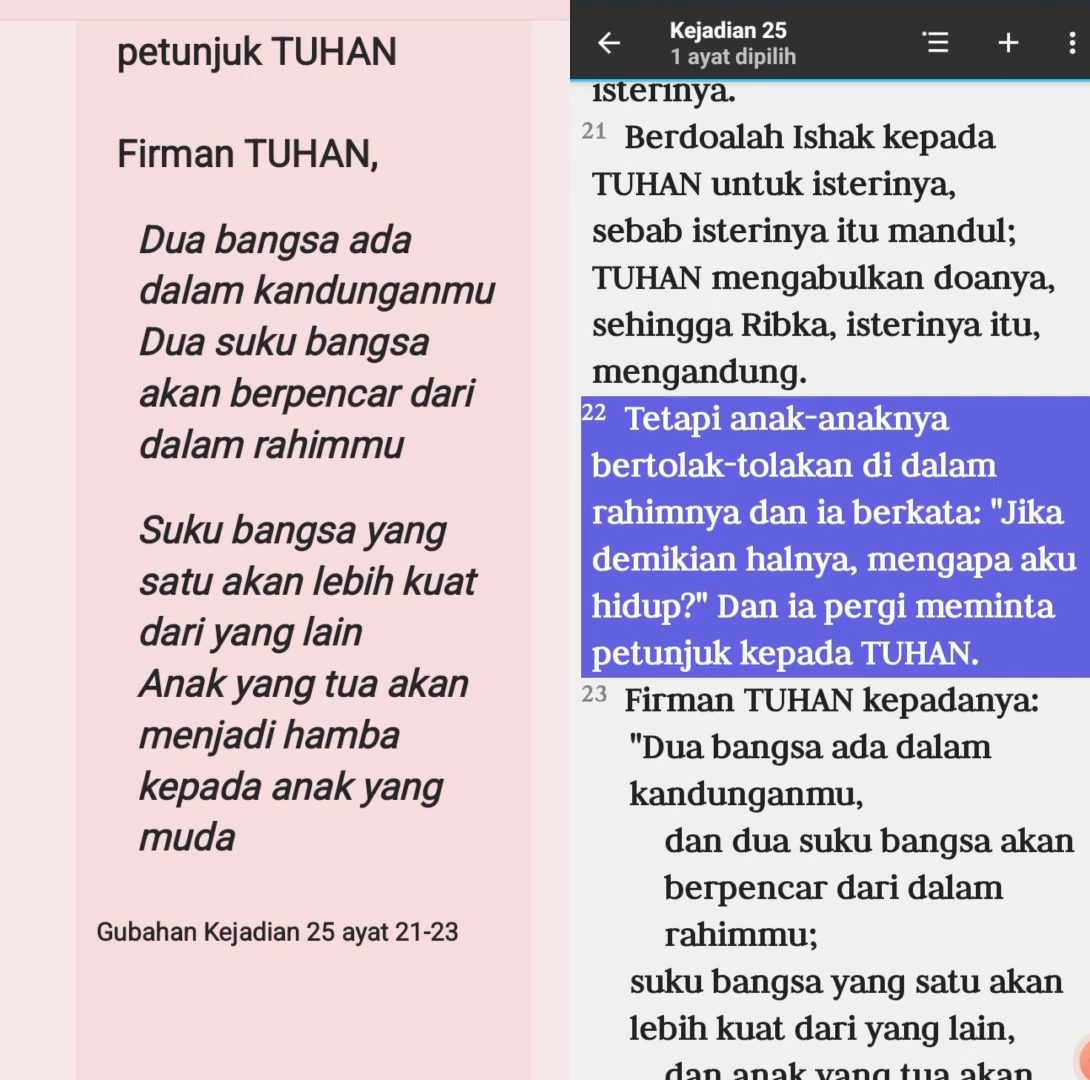 petunjuk TUHAN
Firman TUHAN,
Dua bangsa ada
dalam kandunganmu
Dua suku bangsa
akan berpencar dari
dalam rahimmu
Suku bangsa yang
satu akan lebih kuat
dari yang lain
Anak yang tua akan
menjadi hamba
kepada anak yang
muda
Gubahan Kejadian 25 ayat 21-23
Kejadian 25
1 ayat dipilih
isterinya.
21 Berdoalah Ishak kepada
TUHAN untuk isterinya,
sebab isterinya itu mandul;
TUHAN mengabulkan doanya,
sehingga Ribka, isterinya itu,
mengandung.
22 Tetapi anak-anaknya
bertolak-tolakan di dalam
rahimnya dan ia berkata: "Jika
demikian halnya, mengapa aku
hidup?" Dan ia pergi meminta
petunjuk kepada TUHAN.
23 Firman TUHAN kepadanya:
"Dua bangsa ada dalam
kandunganmu,
dan dua suku bangsa akan
berpencar dari dalam
rahimmu;
suku bangsa yang satu akan
lebih kuat dari yang lain,
dan anak yang tua akan